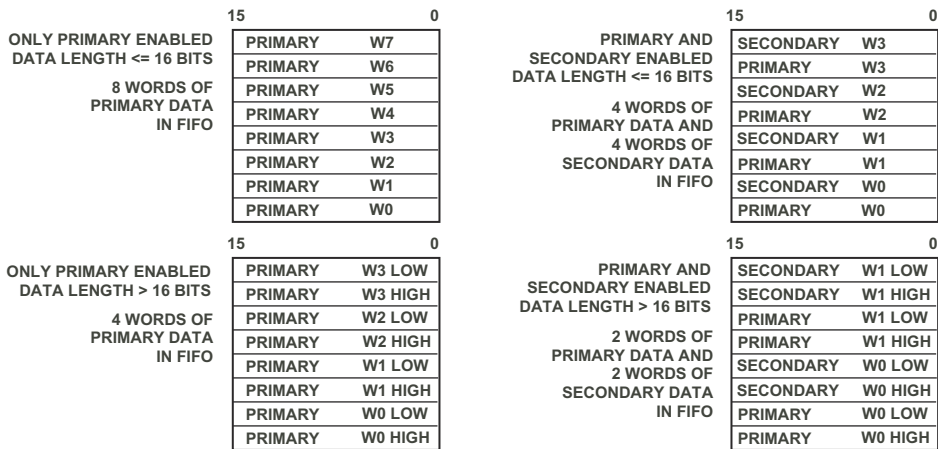 15 0
ONLY PRIMARY ENABLED
DATA LENGTH <= 16 BITS
8 WORDS OF
PRIMARY DATA
IN FIFO
PRIMARY W7
PRIMARY W6
PRIMARY W5
PRIMARY W4
PRIMARY W3
PRIMARY W2
PRIMARY W1
PRIMARY W0
15 0
PRIMARY AND
SECONDARY ENABLED
DATA LENGTH <= 16 BITS
4 WORDS OF
PRIMARY DATA AND
4 WORDS OF
SECONDARY DATA
IN FIFO
SECONDARY W3
PRIMARY W3
SECONDARY W2
PRIMARY W2
SECONDARY W1
PRIMARY W1
SECONDARY W0
PRIMARY W0
15 0
ONLY PRIMARY ENABLED
DATA LENGTH > 16 BITS
4 WORDS OF
PRIMARY DATA
IN FIFO
PRIMARY W3 LOW
PRIMARY W3 HIGH
PRIMARY W2 LOW
PRIMARY W2 HIGH
PRIMARY W1 LOW
PRIMARY W1 HIGH
PRIMARY W0 LOW
PRIMARY W0 HIGH
15 0
PRIMARY AND
SECONDARY ENABLED
DATA LENGTH > 16 BITS
2 WORDS OF
PRIMARY DATA AND
2 WORDS OF
SECONDARY DATA
IN FIFO
SECONDARY W1 LOW
SECONDARY W1 HIGH
PRIMARY W1 LOW
PRIMARY W1 HIGH
SECONDARY W0 LOW
SECONDARY W0 HIGH
PRIMARY W0 LOW
PRIMARY W0 HIGH